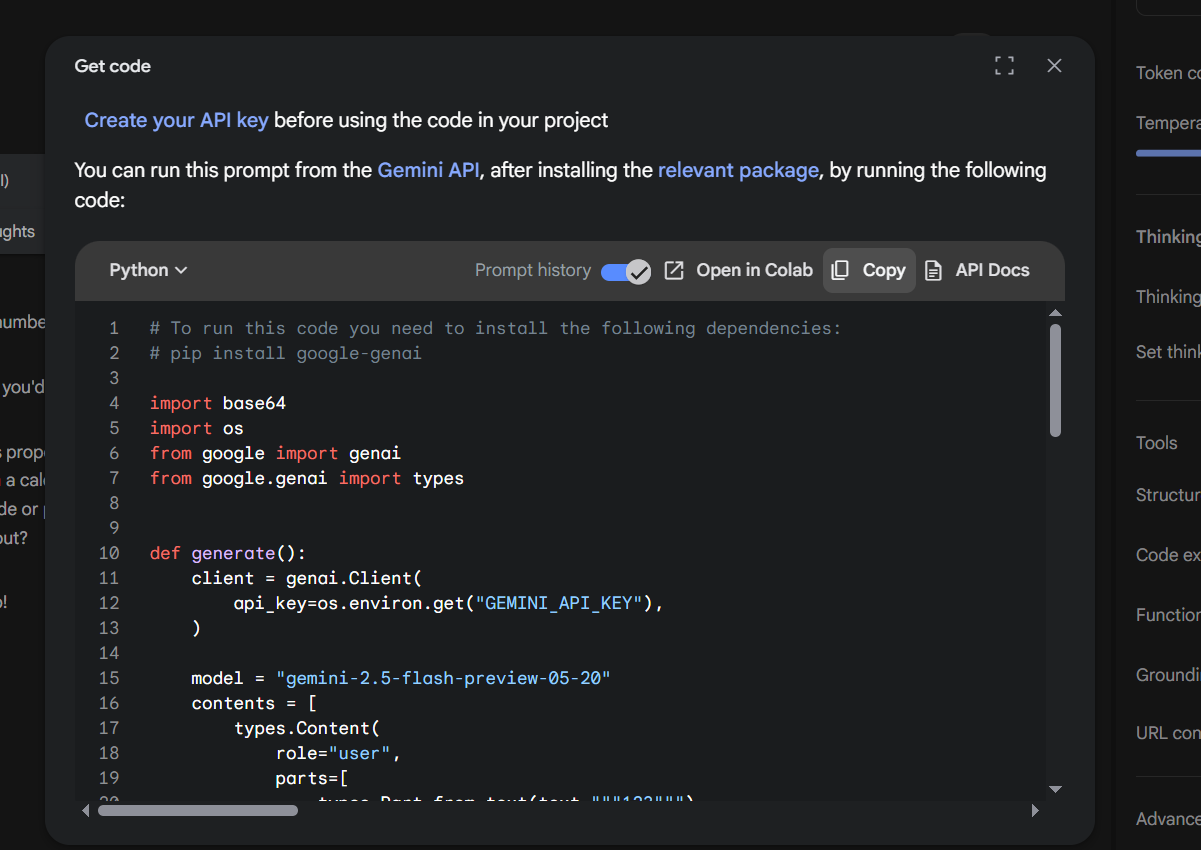 Get code
Create your API key before using the code in your project
You can run this prompt from the Gemini API, after installing the relevant package, by running the following
code:
Python
Prompt history
Open in Colab
Copy
API Docs
1 # To run this code you need to install the following dependencies:
2 # pip install google-genai
3
4 import base64
5 import os
6 from google import genai
7 from google.genai import types
8
9
10 def generate():
11     client = genai.Client(
12         api_key=os.environ.get("GEMINI_API_KEY"),
13     )
14
15     model = "gemini-2.5-flash-preview-05-20"
16     contents = [
17         types.Content(
18             role="user",
19             parts=[
l)
ughts
numbe
you'd
prop
a cal
de or
out?
o!
Token co
Tempera
Thinking
Thinking
Set think
Tools
Structur
Code ex
Function
Groundi
URL con
Advance